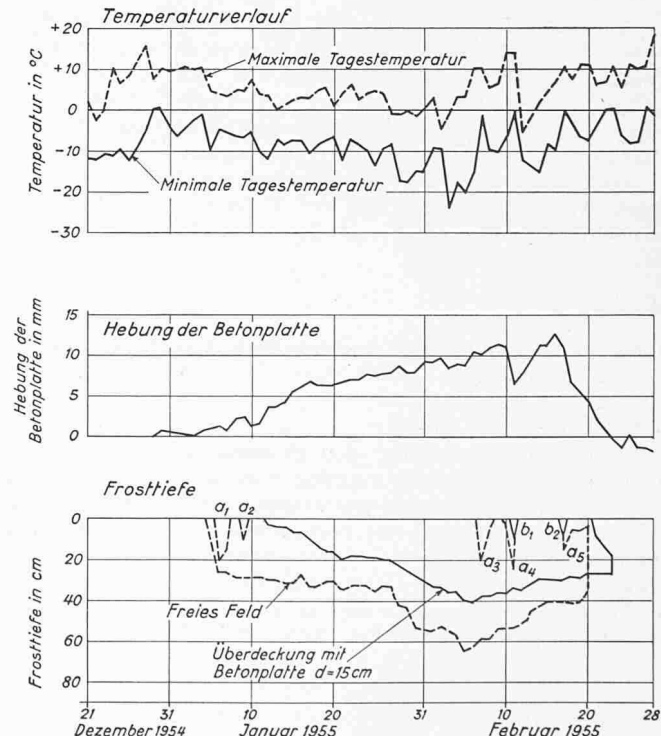 Temperaturverlauf
Temperatur in °C
+20
+10
0
-10
-20
-30
Maximale Tagestemperatur
Minimale Tagestemperatur
Hebung der
Betonplatte in mm
15
10
5
0
Hebung der Betonplatte
Frosttiefe
Frosttiefe in cm
0
20
40
60
80
a1 a2
a3
b1
a4
b2
a5
Freies Feld
Überdeckung mit
Betonplatte d=15cm
21 31 10 20 31 10 20 28
Dezember 1954 Januar 1955 Februar 1955